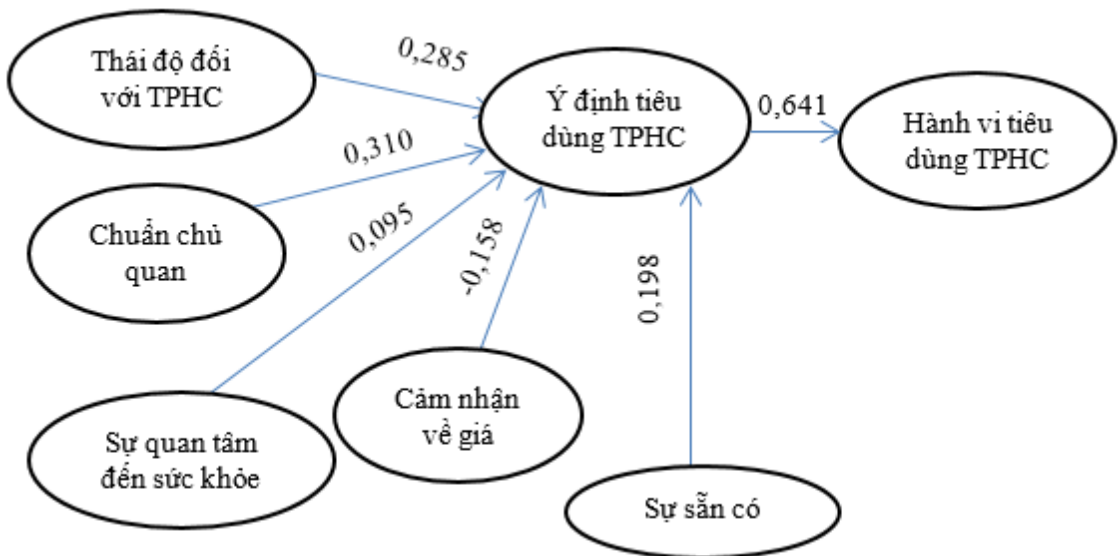 Thái độ đối
với TPHC
0,285
Ý định tiêu
dùng TPHC
0,641
Hành vi tiêu
dùng TPHC
0,310
Chuẩn chủ
quan
0,095
-0,158
0,198
Cảm nhận
về giá
Sự quan tâm
đến sức khỏe
Sự sẵn có